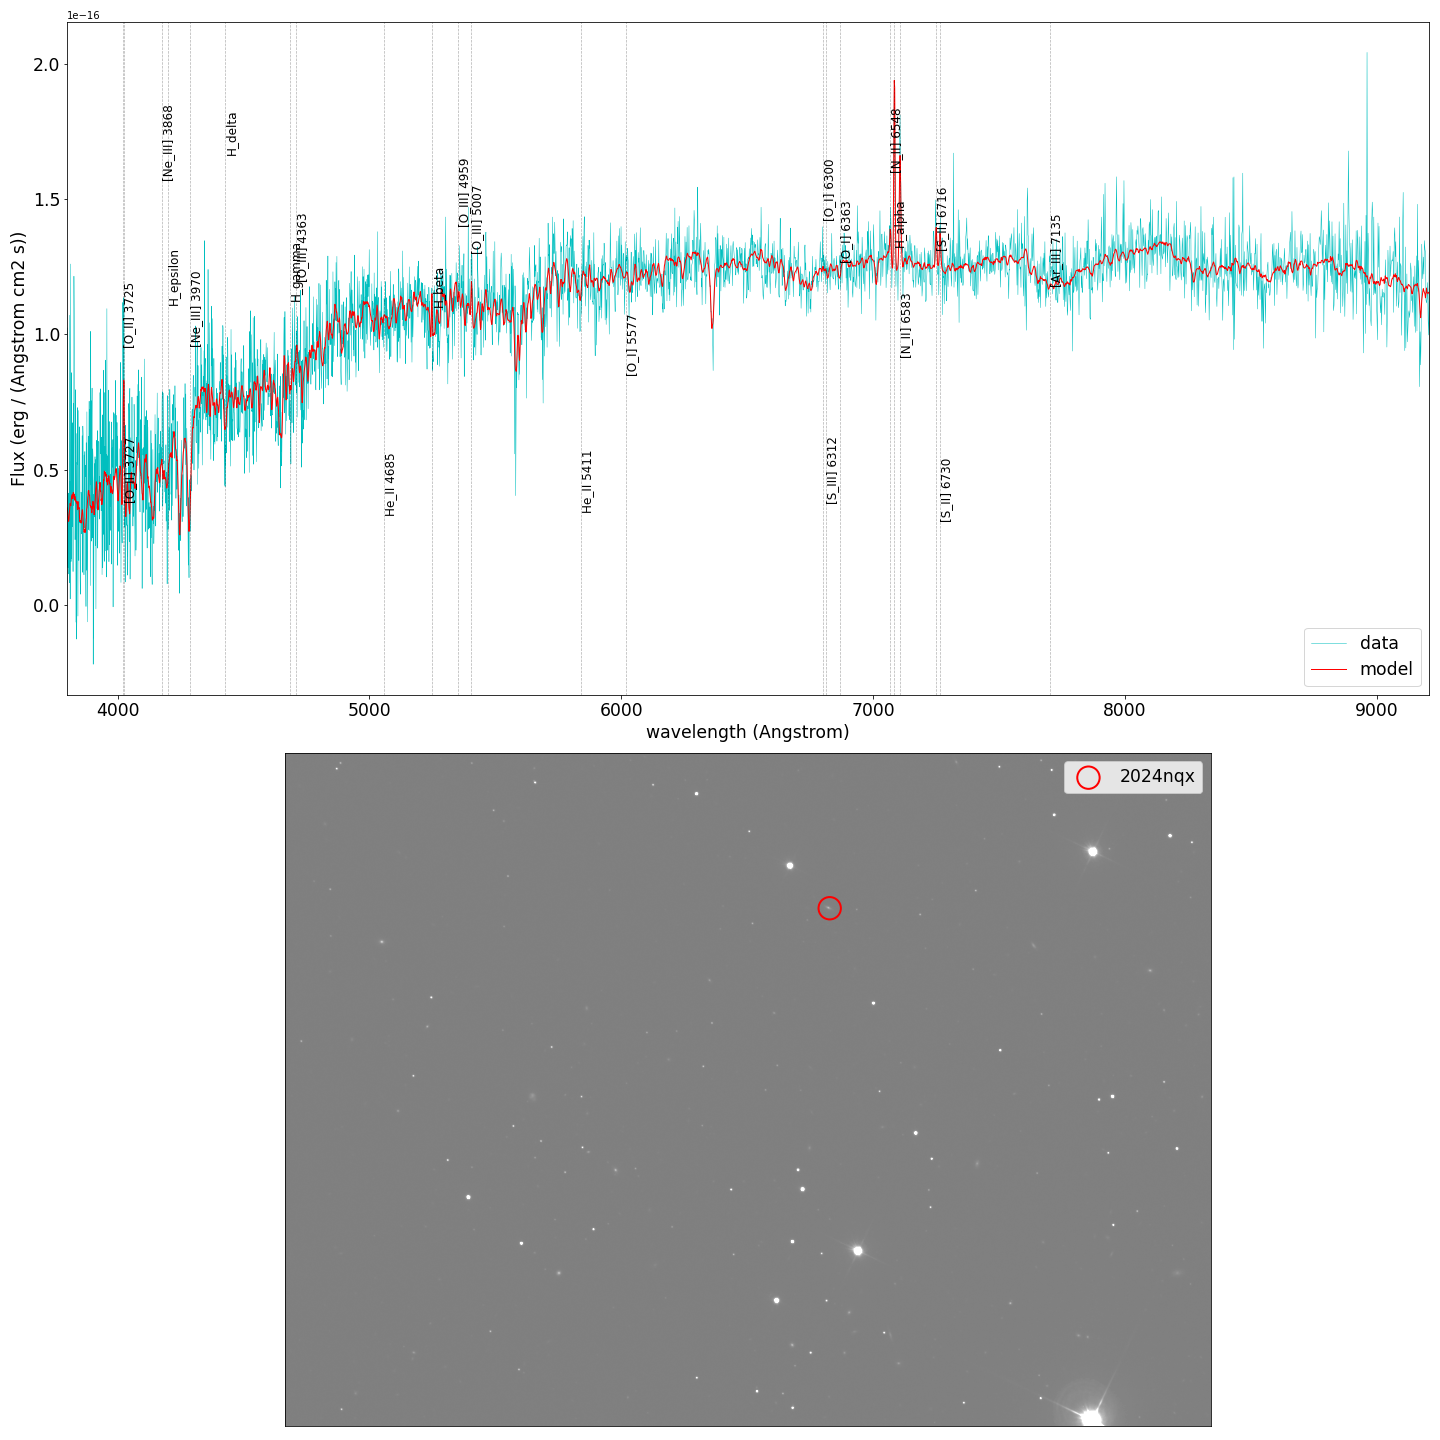 1e−16
Flux (erg / (Angstrom cm2 s))
2.0
1.5
1.0
0.5
0.0
[O_II] 3725
[O_II] 3727
[Ne_III] 3868
H_epsilon
[Ne_III] 3970
H_delta
H_gamma
[O_III] 4363
He_II 4685
H_beta
[O_III] 4959
[O_III] 5007
He_II 5411
[O_I] 5577
[O_I] 6300
[S_III] 6312
[O_I] 6363
[N_II] 6548
H_alpha
[N_II] 6583
[S_II] 6716
[S_II] 6730
[Ar_III] 7135
data
model
4000 5000 6000 7000 8000 9000
wavelength (Angstrom)
2024nqx